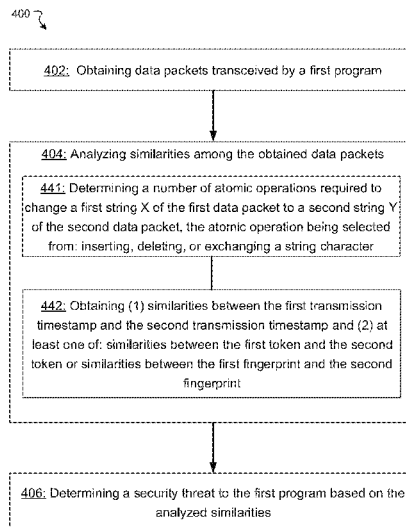 400
402: Obtaining data packets transceived by a first program
404: Analyzing similarities among the obtained data packets
441: Determining a number of atomic operations required to
change a first string X of the first data packet to a second string Y
of the second data packet, the atomic operation being selected
from: inserting, deleting, or exchanging a string character
442: Obtaining (1) similarities between the first transmission
timestamp and the second transmission timestamp and (2) at
least one of: similarities between the first token and the second
token or similarities between the first fingerprint and the second
fingerprint
406: Determining a security threat to the first program based on the
analyzed similarities